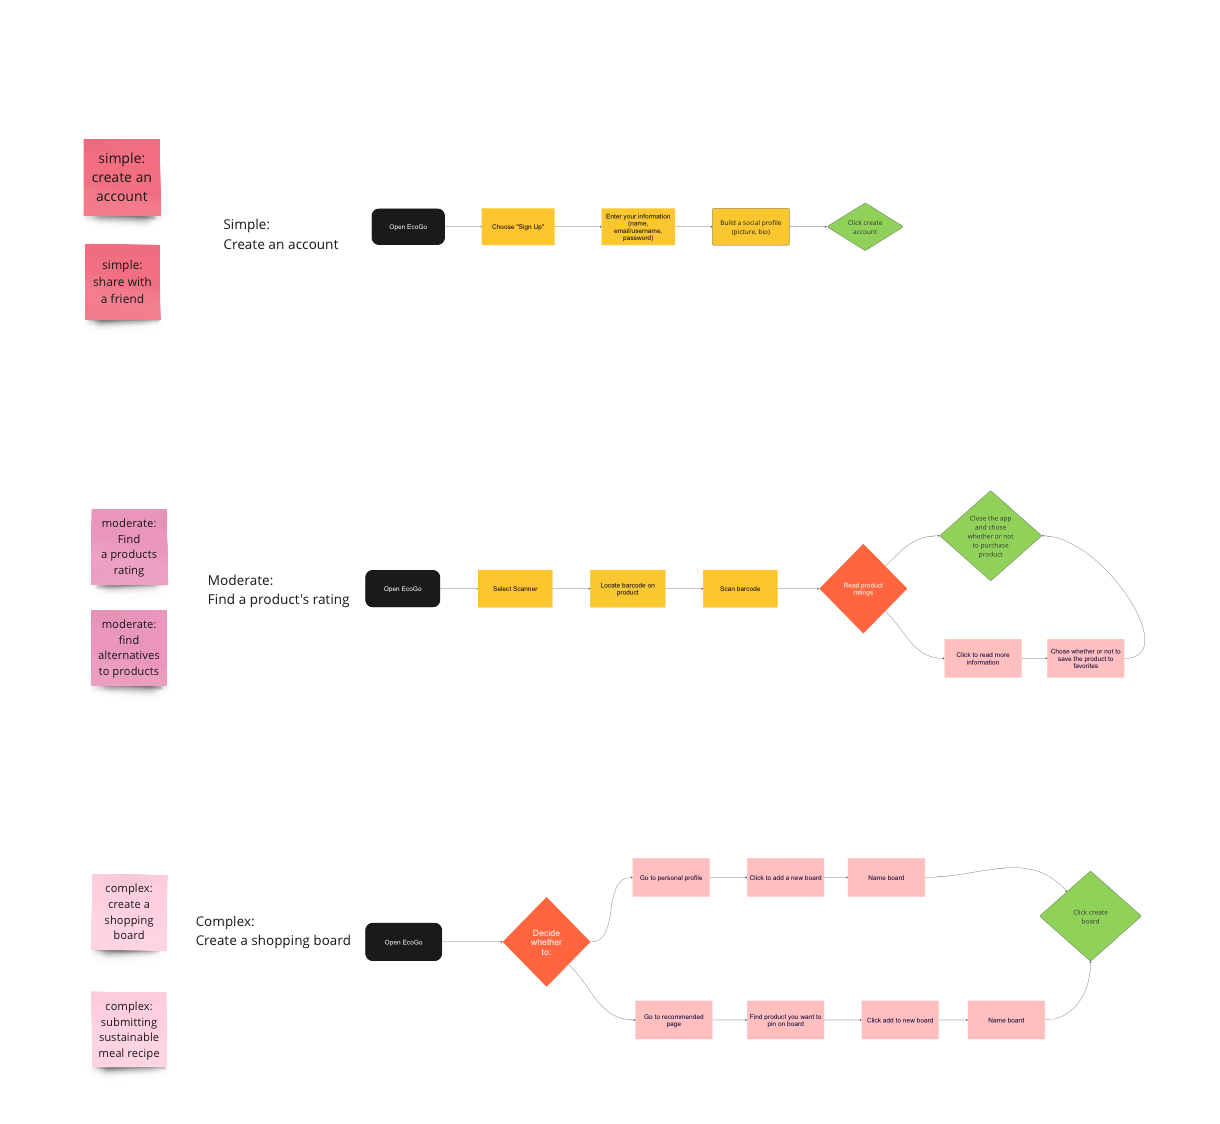 simple:
create an
account
simple:
share with
a friend
Simple:
Create an account
Open EcoGo
Choose "Sign Up"
Enter your information
(name,
email/username,
password)
Build a social profile
(picture, bio)
Click create
account
moderate:
Find
a products
rating
moderate:
find
alternatives
to products
Moderate:
Find a product's rating
Open EcoGo
Select Scanner
Locate barcode on
product
Scan barcode
Read product
ratings
Close the app
and chose
whether or not
to purchase
product
Click to read more
information
Chose whether or not to
save the product to
favorites
complex:
create a
shopping
board
complex:
submitting
sustainable
meal recipe
Complex:
Create a shopping board
Open EcoGo
Decide
whether
to:
Go to personal profile
Click to add a new board
Name board
Click create
board
Go to recommended
page
Find product you want to
pin on board
Click add to new board
Name board